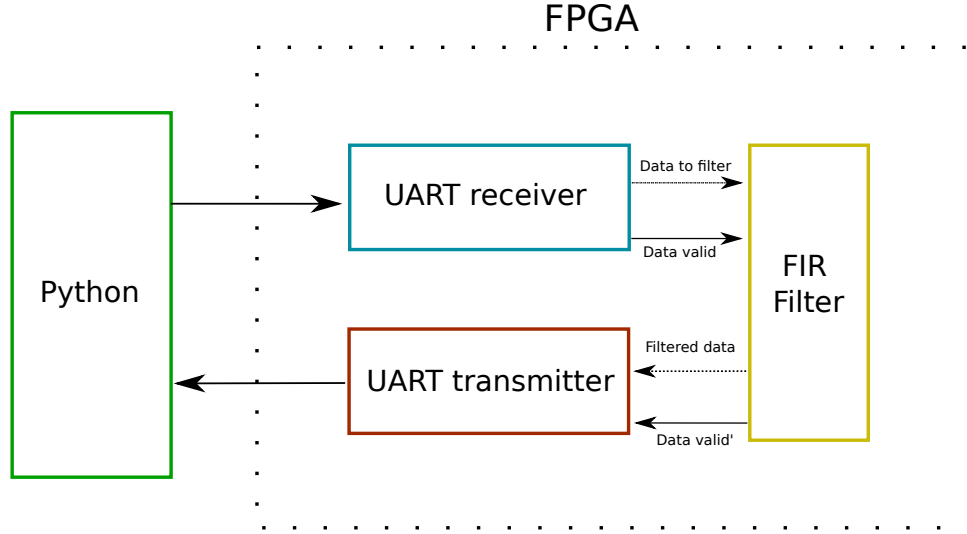 FPGA
Data to filter
UART receiver
Data valid
FIR
Filter
Python
Filtered data
UART transmitter
Data valid'